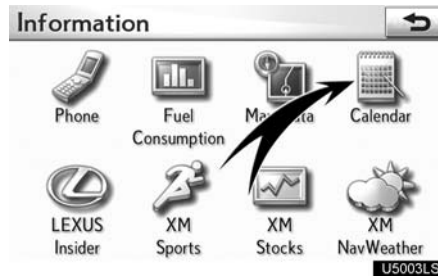 Information
Phone
Fuel
Consumption
Calendar
LEXUS
Insider
XM
Sports
XM
Stocks
XM
NavWeather
U5003LS